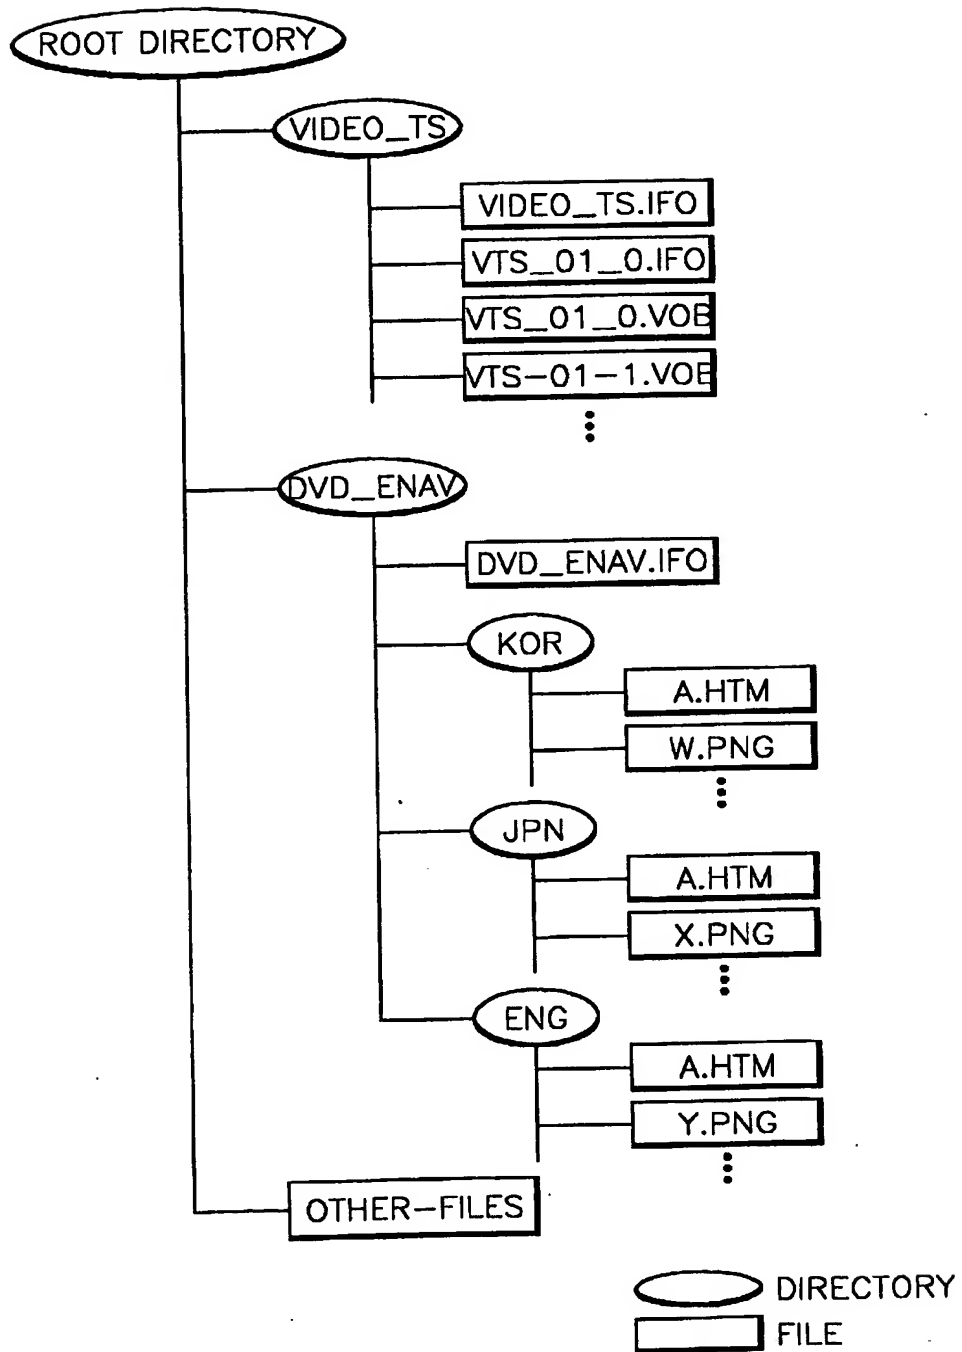 ROOT DIRECTORY
VIDEO_TS
VIDEO_TS.IFO
VTS_01_0.IFO
VTS_01_0.VOB
VTS-01-1.VOB
DVD_ENAV
DVD_ENAV.IFO
KOR
A.HTM
W.PNG
JPN
A.HTM
X.PNG
ENG
A.HTM
Y.PNG
OTHER-FILES
DIRECTORY
FILE